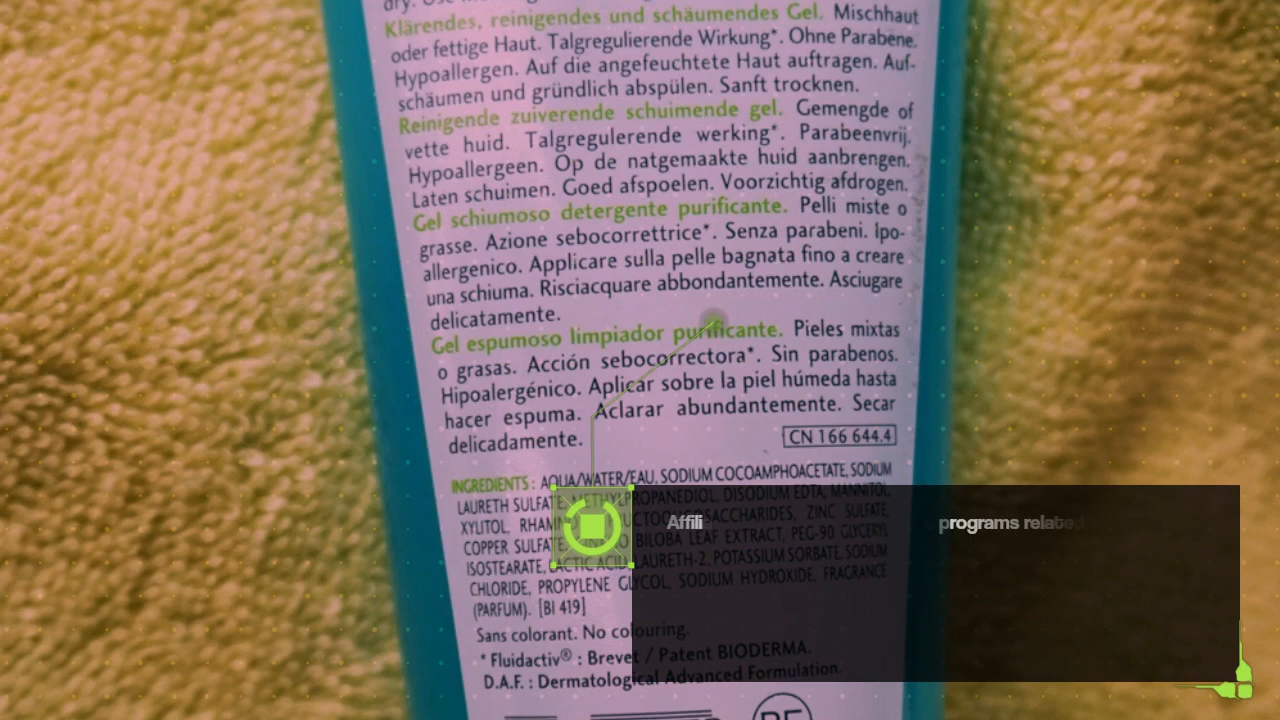 Klärendes, reinigendes und schäumendes Gel. Mischhaut
oder fettige Haut. Talgregulierende Wirkung*. Ohne Parabene.
Hypoallergen. Auf die angefeuchtete Haut auftragen. Auf-
schäumen und gründlich abspülen. Sanft trocknen.
Reinigende zuiverende schuimende gel. Gemengde of
vette huid. Talgregulerende werking*. Parabeenvrij.
Hypoallergeen. Op de natgemaakte huid aanbrengen.
Laten schuimen. Goed afspoelen. Voorzichtig afdrogen.
Gel schiumoso detergente purificante. Pelli miste o
grasse. Azione sebocorrettrice*. Senza parabeni. Ipo-
allergenico. Applicare sulla pelle bagnata fino a creare
una schiuma. Risciacquare abbondantemente. Asciugare
delicatamente.
Gel espumoso limpiador purificante. Pieles mixtas
o grasas. Acción sebocorrectora*. Sin parabenos.
Hipoalergénico. Aplicar sobre la piel húmeda hasta
hacer espuma. Aclarar abundantemente. Secar
delicadamente.
CN 166 644.4
INGREDIENTS : AQUA/WATER/EAU, SODIUM COCOAMPHOACETATE, SODIUM
LAURETH SULFATE, METHYLPROPANEDIOL, DISODIUM EDTA, MANNITOL,
XYLITOL, FRUCTOOLIGOSACCHARIDES, ZINC SULFATE,
COPPER SULFATE, BILOBA LEAF EXTRACT, PEG-90 GLYCERYL
ISOSTEARATE, LACTIC ACID, LAURETH-2, POTASSIUM SORBATE, SODIUM
CHLORIDE, PROPYLENE GLYCOL, SODIUM HYDROXIDE, FRAGRANCE
(PARFUM). [BI 419]
Affili programs related
Sans colorant. No colouring.
* Fluidactiv® : Brevet / Patent BIODERMA.
D.A.F. : Dermatological Advanced Formulation.